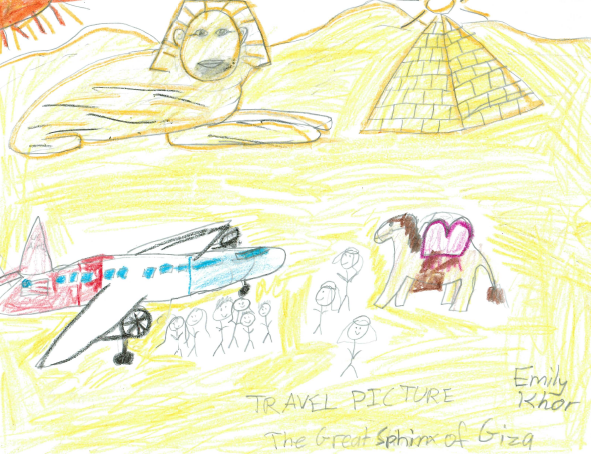 TRAVEL PICTURE
The Great Sphinx of Giza
Emily
Khor